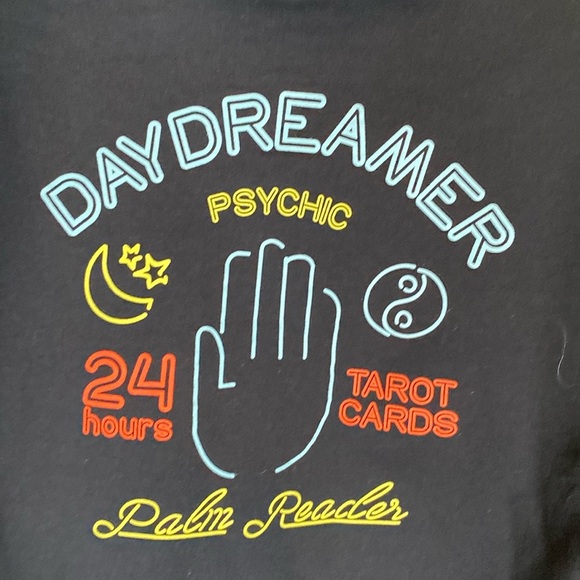 DAYDREAMER
PSYCHIC
24
hours
TAROT
CARDS
Palm Reader